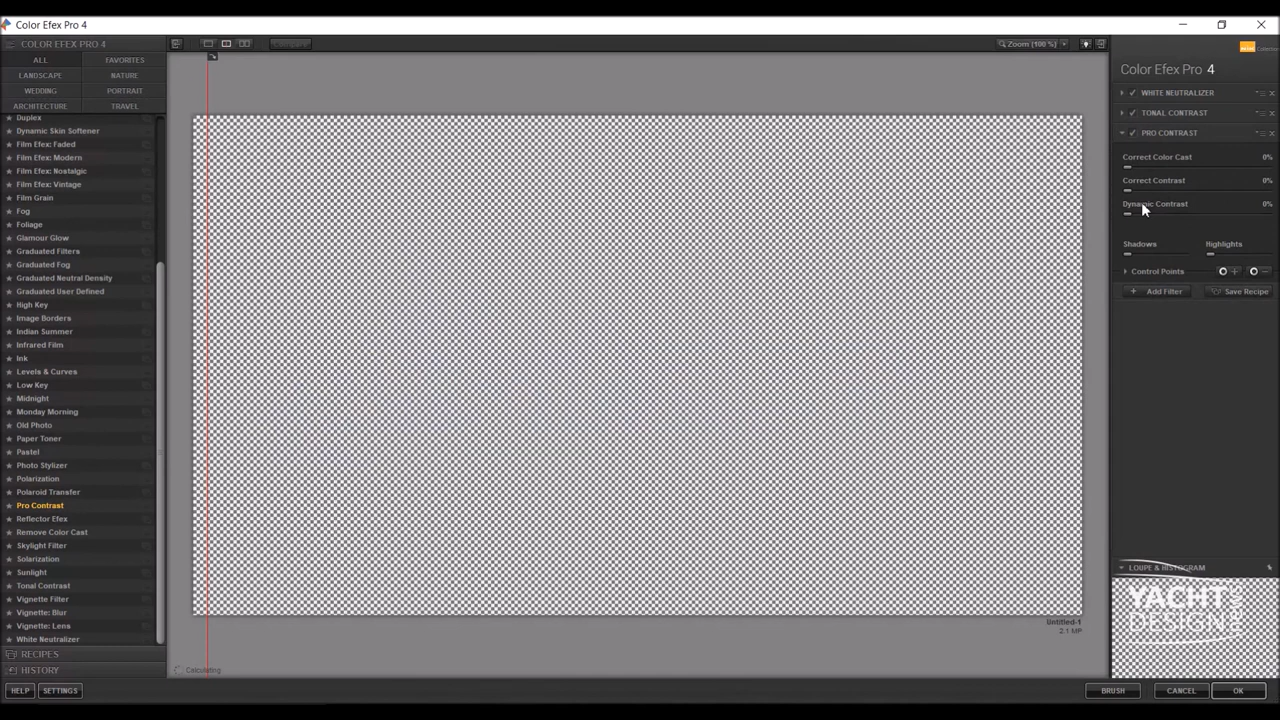 Color Efex Pro 4
COLOR EFEX PRO 4
ALL
FAVORITES
LANDSCAPE
NATURE
WEDDING
PORTRAIT
ARCHITECTURE
TRAVEL
Duplex
Dynamic Skin Softener
Film Efex: Faded
Film Efex: Modern
Film Efex: Nostalgic
Film Efex: Vintage
Film Grain
Fog
Foliage
Glamour Glow
Graduated Filters
Graduated Fog
Graduated Neutral Density
Graduated User Defined
High Key
Image Borders
Indian Summer
Infrared Film
Ink
Levels & Curves
Low Key
Midnight
Monday Morning
Old Photo
Paper Toner
Pastel
Photo Stylizer
Polarization
Polaroid Transfer
Pro Contrast
Reflector Efex
Remove Color Cast
Skylight Filter
Solarization
Sunlight
Tonal Contrast
Vignette Filter
Vignette: Blur
Vignette: Lens
White Neutralizer
RECIPES
HISTORY
HELP
SETTINGS
Compare
Zoom (100 %)
Untitled-1
2.1 MP
Calculating
Collection
Color Efex Pro 4
WHITE NEUTRALIZER
TONAL CONTRAST
PRO CONTRAST
Correct Color Cast 0%
Correct Contrast 0%
Dynamic Contrast 0%
Shadows
Highlights
Control Points
Add Filter
Save Recipe
LOUPE & HISTOGRAM
YACHT
DESIGN
BRUSH
CANCEL
OK